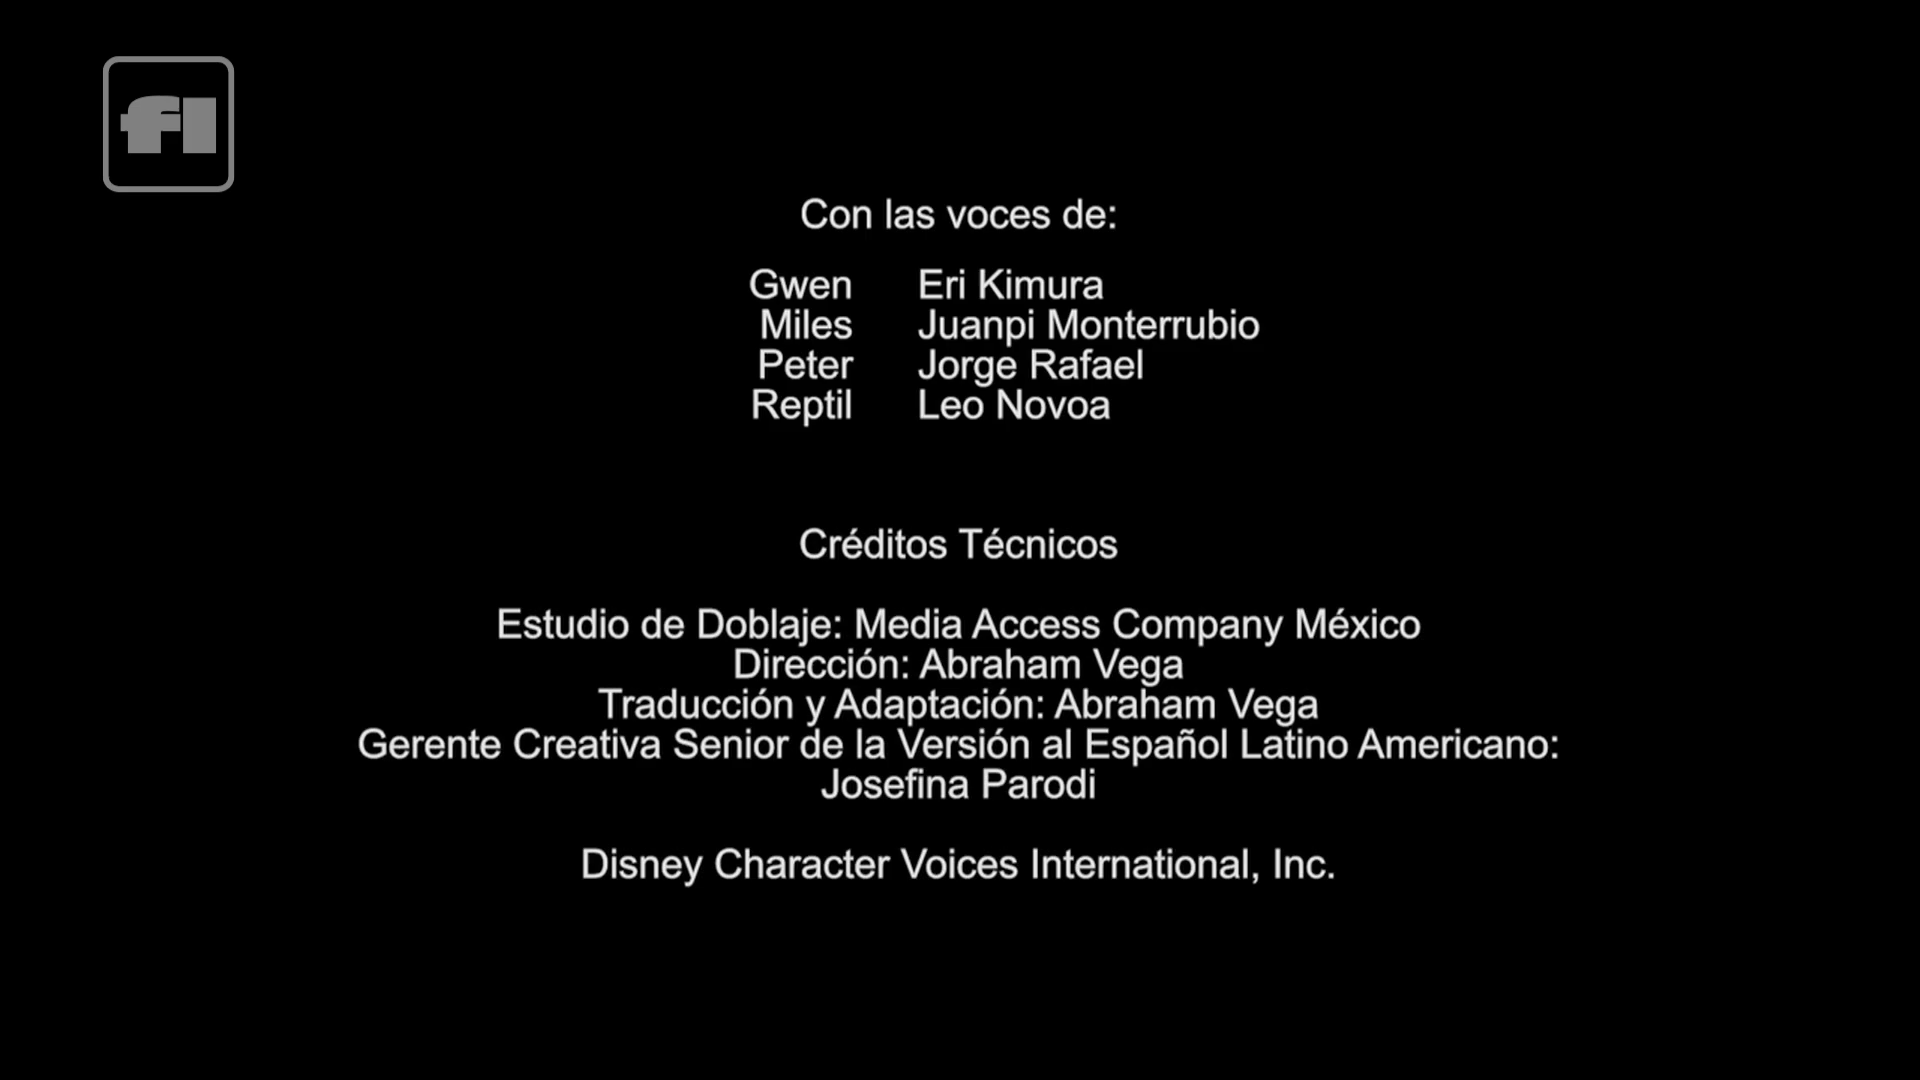 fl
Con las voces de:
Gwen Eri Kimura
Miles Juanpi Monterrubio
Peter Jorge Rafael
Reptil Leo Novoa
Créditos Técnicos
Estudio de Doblaje: Media Access Company México
Dirección: Abraham Vega
Traducción y Adaptación: Abraham Vega
Gerente Creativa Senior de la Versión al Español Latino Americano:
Josefina Parodi
Disney Character Voices International, Inc.